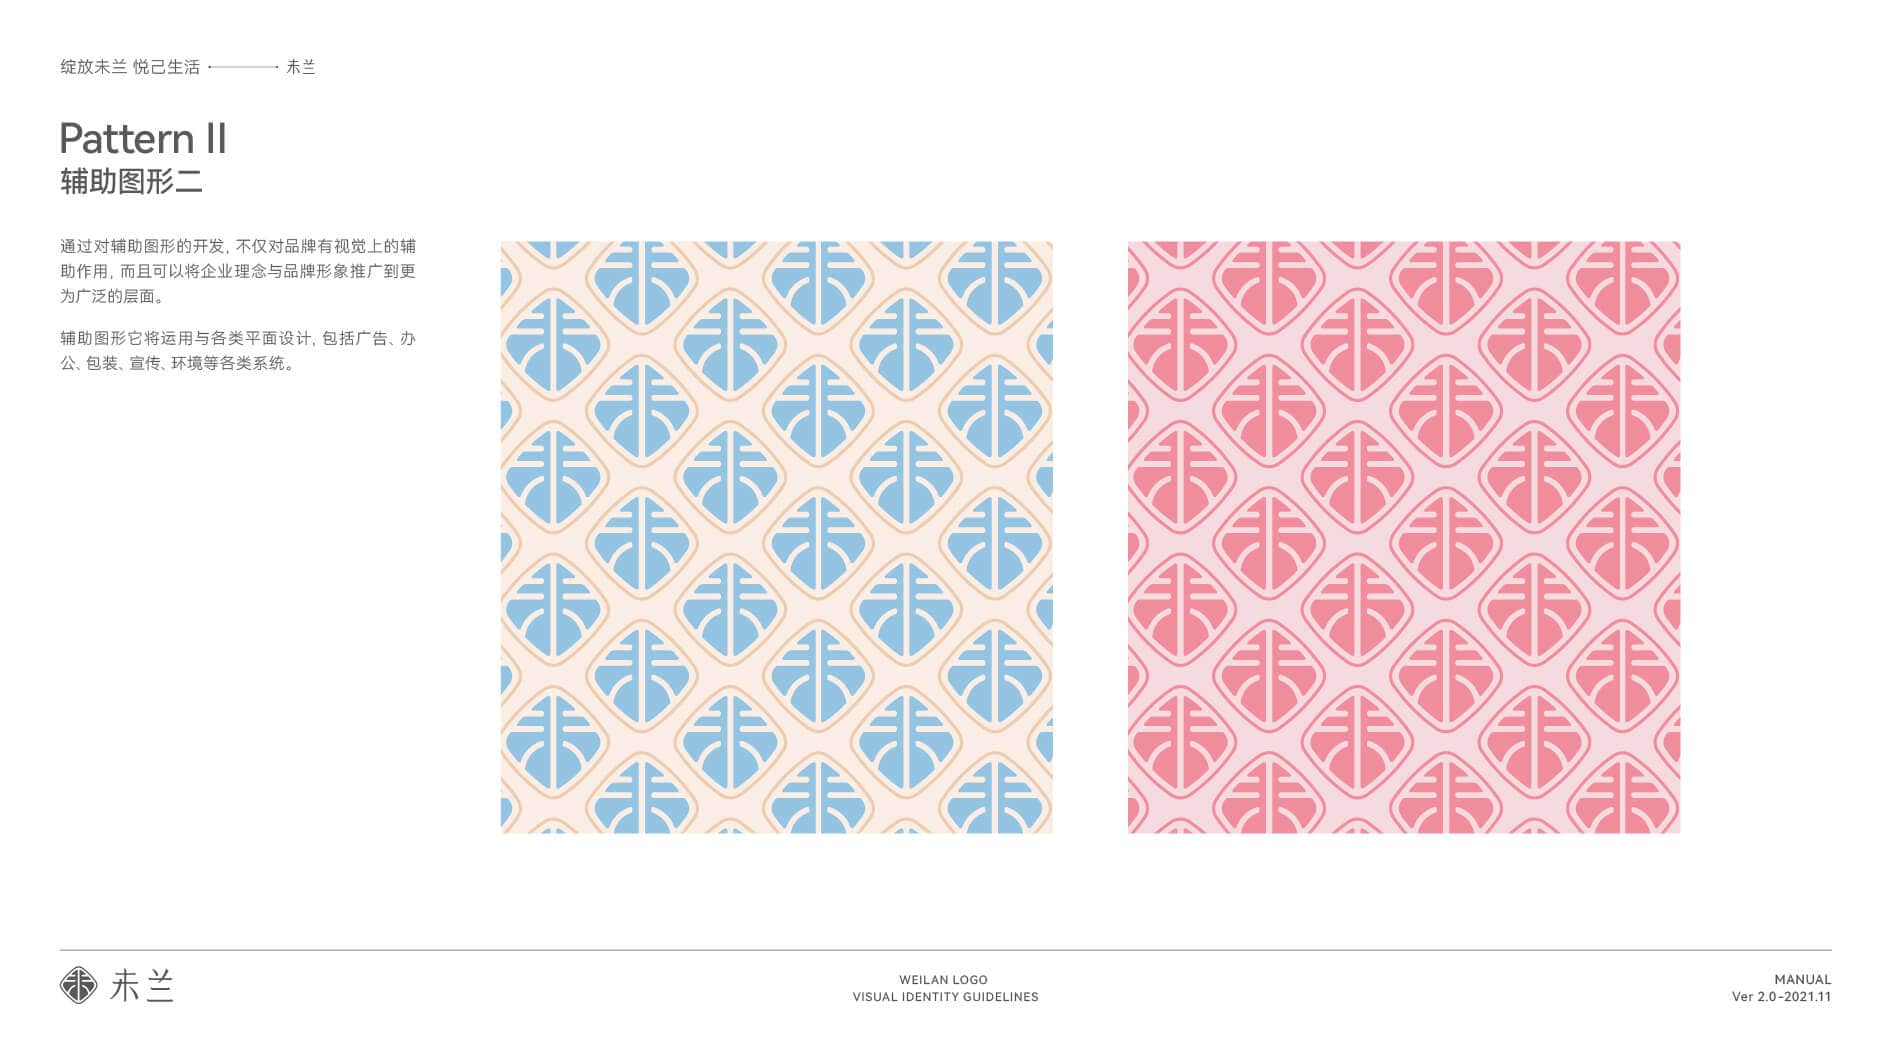 绽放未兰 悦己生活 未兰
Pattern II
辅助图形二
通过对辅助图形的开发, 不仅对品牌有视觉上的辅
助作用, 而且可以将企业理念与品牌形象推广到更
为广泛的层面。
辅助图形它将运用与各类平面设计, 包括广告、办
公、包装、宣传、环境等各类系统。
未兰
WEILAN LOGO
VISUAL IDENTITY GUIDELINES
MANUAL
Ver 2.0-2021.11